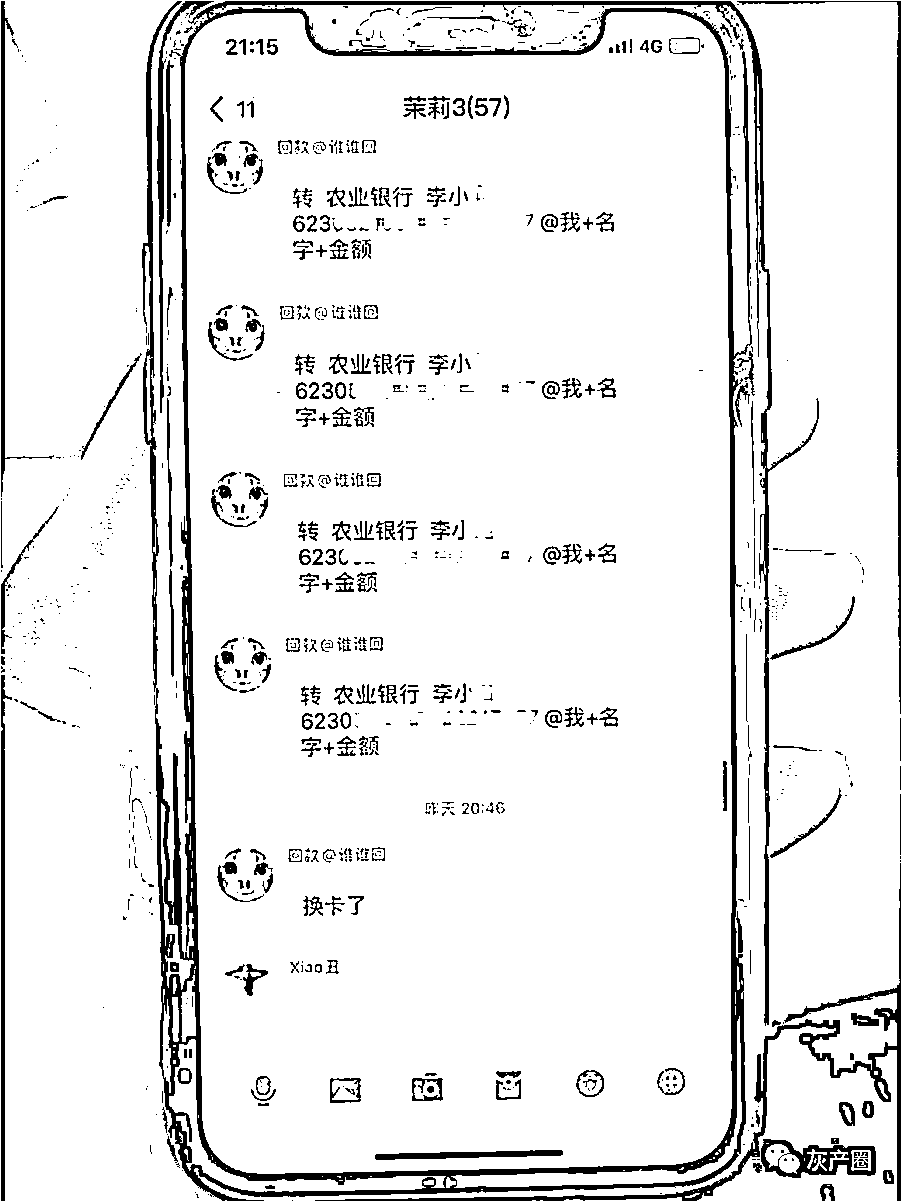 21:15
4G
11
茉莉3(57)
回款@谁谁回
转 农业银行 李小
623 @我+名
字+金额
回款@谁谁回
转 农业银行 李小
6230 @我+名
字+金额
回款@谁谁回
转 农业银行 李小
623 @我+名
字+金额
回款@谁谁回
转 农业银行 李小
6230 @我+名
字+金额
昨天 20:46
回款@谁谁回
换卡了
Xiao丑
灰产圈